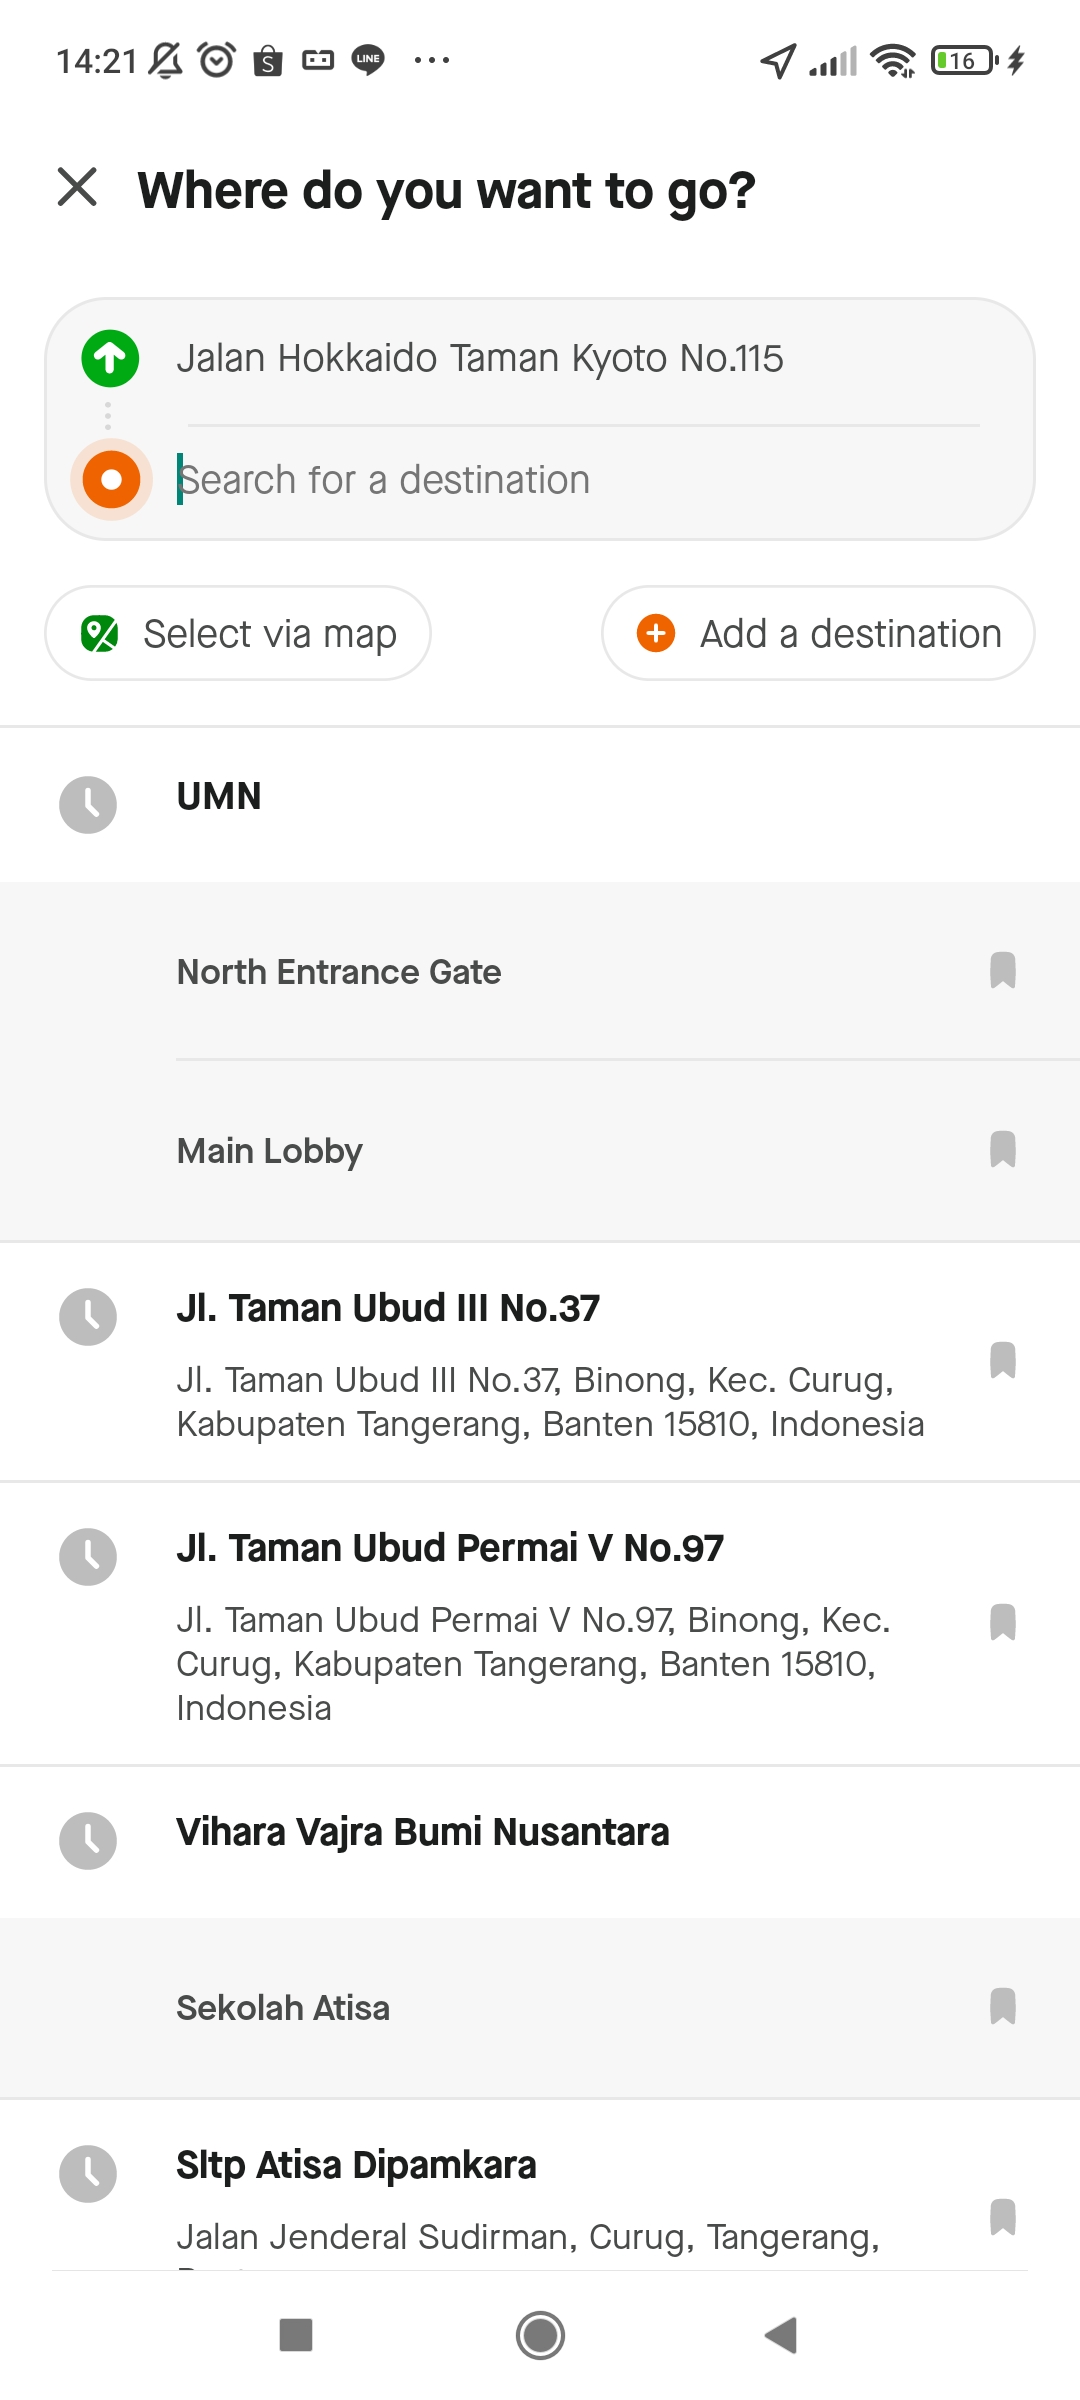 14:21
LINE
16
Where do you want to go?
Jalan Hokkaido Taman Kyoto No.115
Search for a destination
Select via map
Add a destination
UMN
North Entrance Gate
Main Lobby
Jl. Taman Ubud III No.37
Jl. Taman Ubud III No.37, Binong, Kec. Curug,
Kabupaten Tangerang, Banten 15810, Indonesia
Jl. Taman Ubud Permai V No.97
Jl. Taman Ubud Permai V No.97, Binong, Kec.
Curug, Kabupaten Tangerang, Banten 15810,
Indonesia
Vihara Vajra Bumi Nusantara
Sekolah Atisa
Sltp Atisa Dipamkara
Jalan Jenderal Sudirman, Curug, Tangerang,